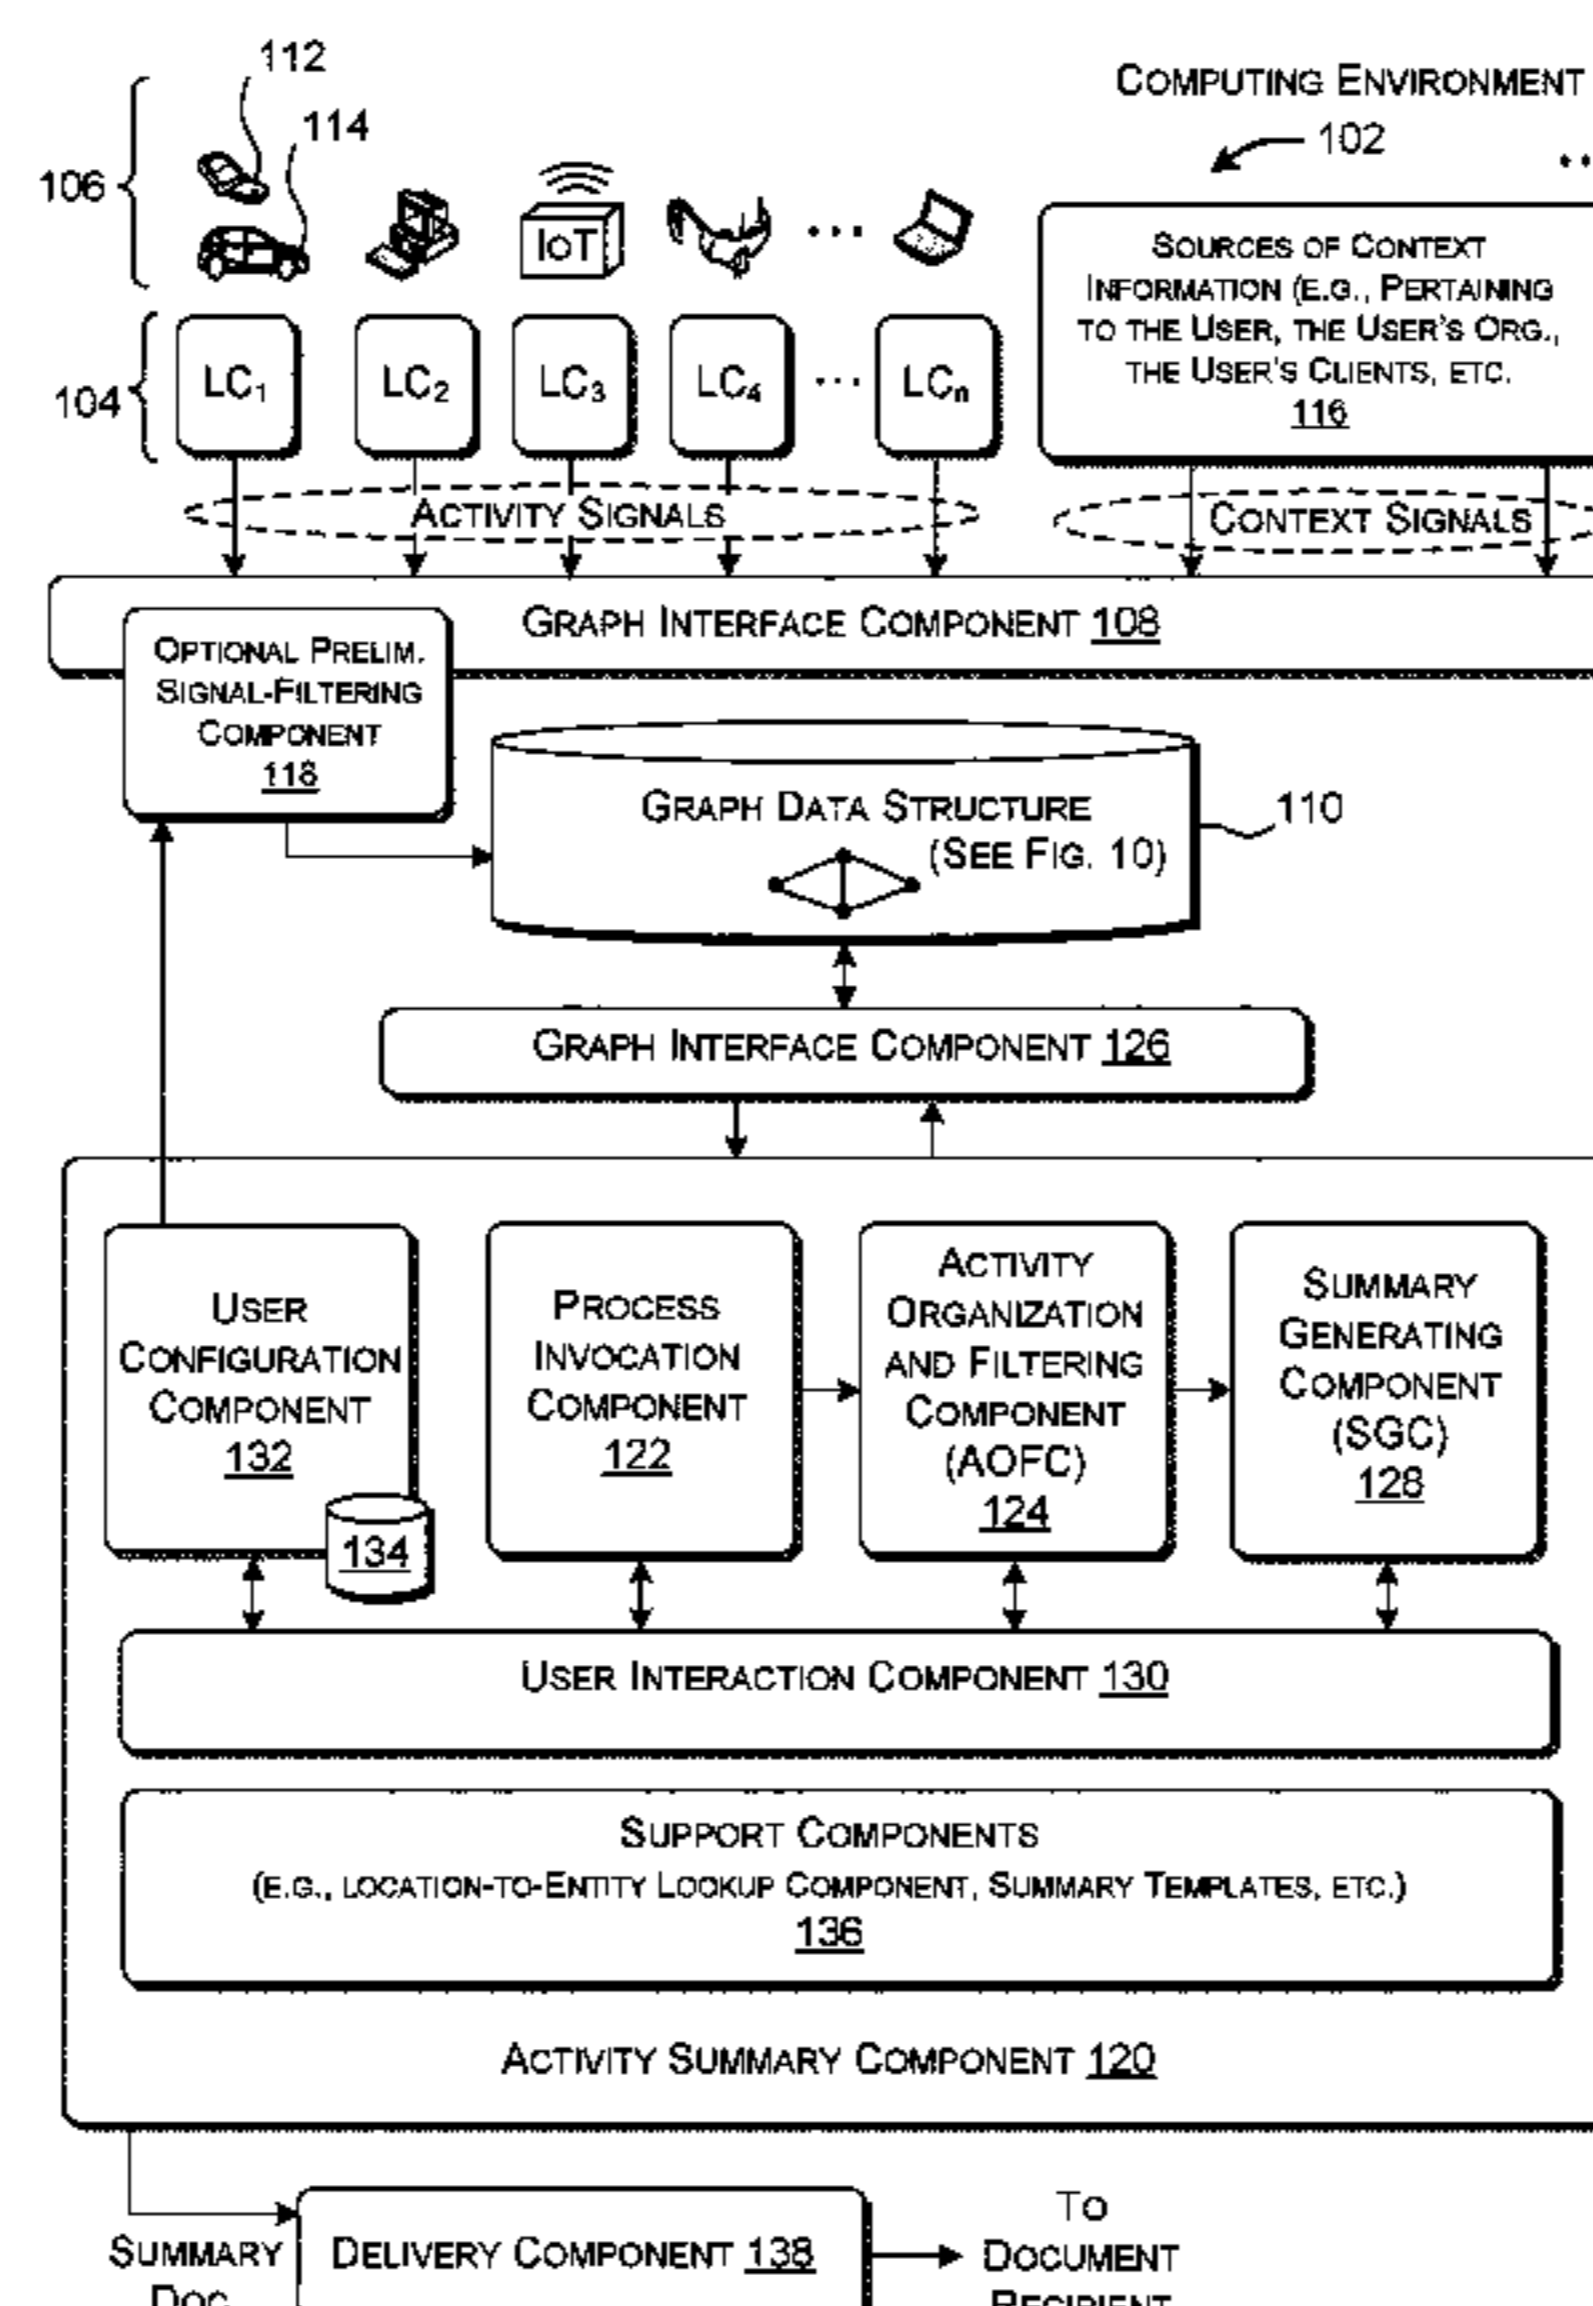 112
COMPUTING ENVIRONMENT
114
102
106
IoT
SOURCES OF CONTEXT
INFORMATION (E.G., PERTAINING
TO THE USER, THE USER'S ORG.,
THE USER'S CLIENTS, ETC.
116
104
LC1
LC2
LC3
LC4
LCn
ACTIVITY SIGNALS
CONTEXT SIGNALS
GRAPH INTERFACE COMPONENT 108
OPTIONAL PRELIM.
SIGNAL-FILTERING
COMPONENT
118
GRAPH DATA STRUCTURE
(SEE FIG. 10)
110
GRAPH INTERFACE COMPONENT 126
USER
CONFIGURATION
COMPONENT
132
134
PROCESS
INVOCATION
COMPONENT
122
ACTIVITY
ORGANIZATION
AND FILTERING
COMPONENT
(AOFC)
124
SUMMARY
GENERATING
COMPONENT
(SGC)
128
USER INTERACTION COMPONENT 130
SUPPORT COMPONENTS
(E.G., LOCATION-TO-ENTITY LOOKUP COMPONENT, SUMMARY TEMPLATES, ETC.)
136
ACTIVITY SUMMARY COMPONENT 120
SUMMARY
DOC
DELIVERY COMPONENT 138
TO
DOCUMENT
RECIPIENT